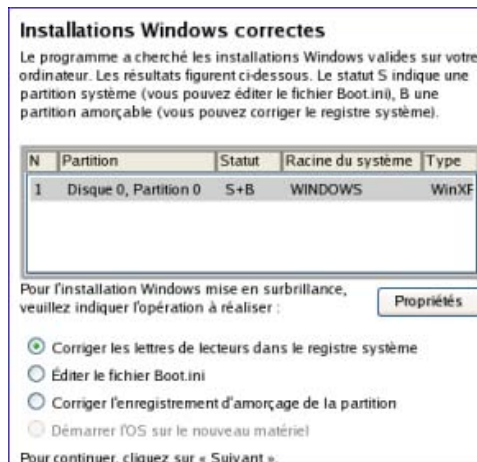 Installations Windows correctes
Le programme a cherché les installations Windows valides sur votre
ordinateur. Les résultats figurent ci-dessous. Le statut S indique une
partition système (vous pouvez éditer le fichier Boot.ini), B une
partition amorçable (vous pouvez corriger le registre système).
N Partition Statut Racine du système Type
1 Disque 0, Partition 0 S+B WINDOWS WinXP
Pour l'installation Windows mise en surbrillance,
veuillez indiquer l'opération à réaliser :
Propriétés
Corriger les lettres de lecteurs dans le registre système
Éditer le fichier Boot.ini
Corriger l'enregistrement d'amorçage de la partition
Démarrer l'OS sur le nouveau matériel
Pour continuer, cliquez sur « Suivant ».